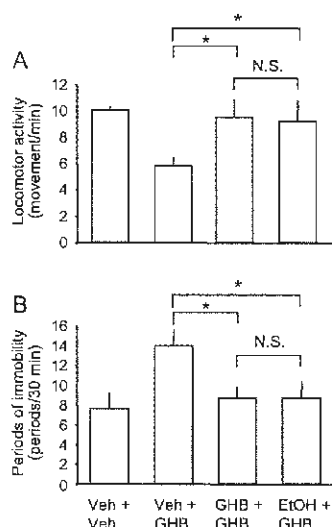 *
*
N.S.
A
Locomotor activity
(movement/min)
12
10
8
6
4
2
0
*
*
N.S.
B
Periods of immobility
(periods/30 min)
16
14
12
10
8
6
4
2
0
Veh + Veh + GHB + EtOH +
Veh GHB GHB GHB